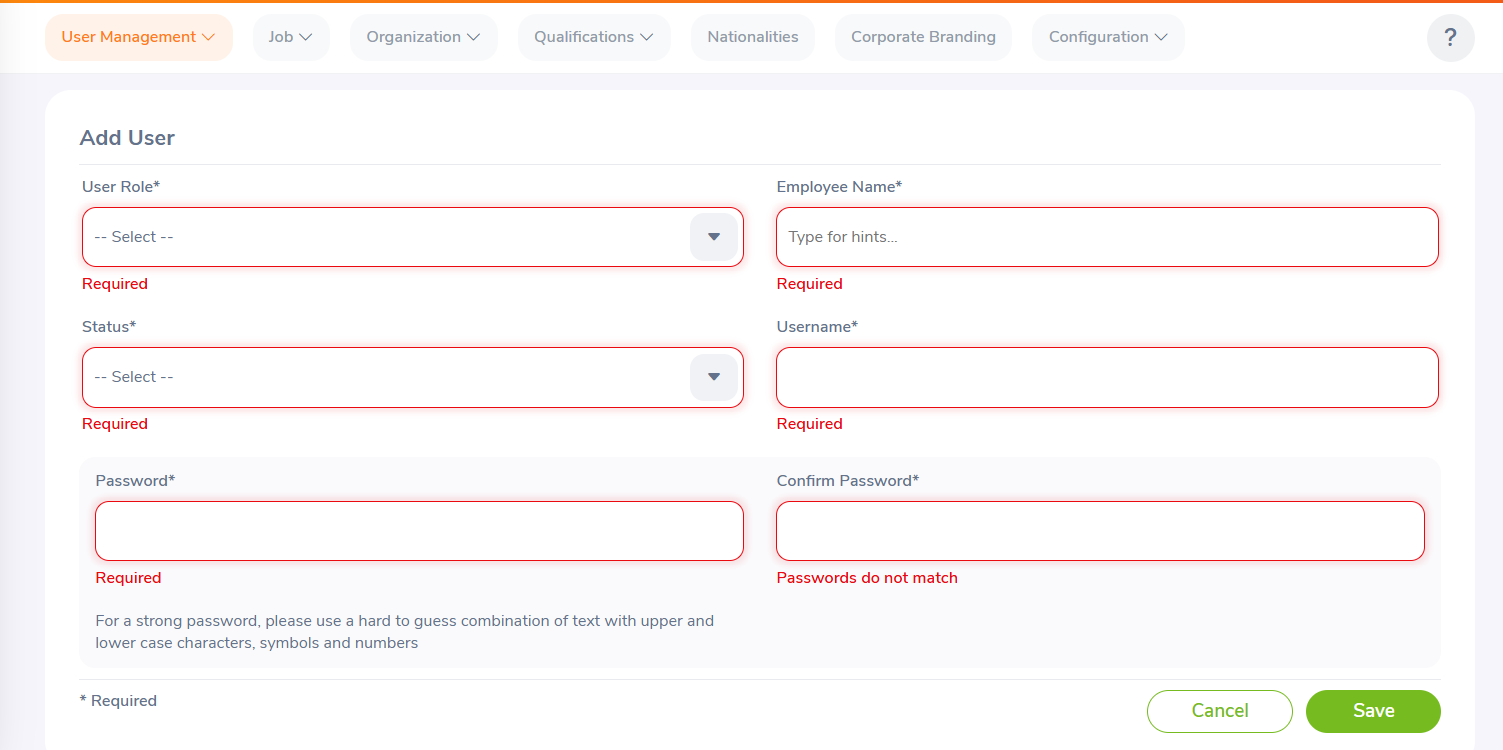 User Management
Job
Organization
Qualifications
Nationalities
Corporate Branding
Configuration
?
Add User
User Role*
Employee Name*
-- Select --
Type for hints...
Required
Required
Status*
Username*
-- Select --
Required
Required
Password*
Confirm Password*
Required
Passwords do not match
For a strong password, please use a hard to guess combination of text with upper and
lower case characters, symbols and numbers
* Required
Cancel
Save